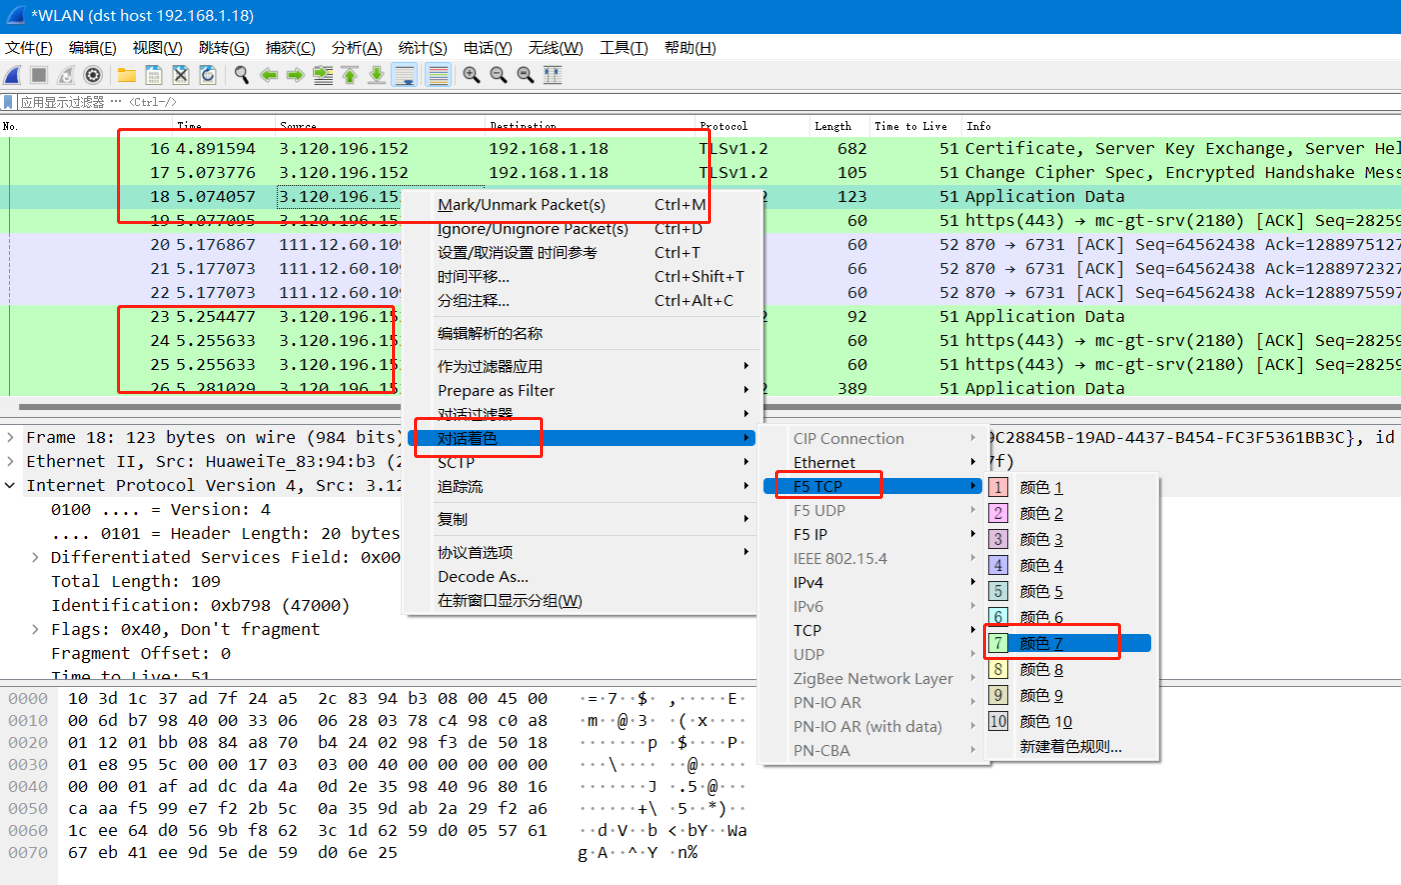 *WLAN (dst host 192.168.1.18)
文件(F) 编辑(E) 视图(V) 跳转(G) 捕获(C) 分析(A) 统计(S) 电话(Y) 无线(W) 工具(T) 帮助(H)
应用显示过滤器 … <Ctrl-/>
No. Time Source Destination Protocol Length Time to Live Info
16 4.891594 3.120.196.152 192.168.1.18 TLSv1.2 682 51 Certificate, Server Key Exchange, Server Hel
17 5.073776 3.120.196.152 192.168.1.18 TLSv1.2 105 51 Change Cipher Spec, Encrypted Handshake Mess
18 5.074057 3.120.196.15 2 123 51 Application Data
19 5.077095 3.120.196.15 60 51 https(443) → mc-gt-srv(2180) [ACK] Seq=28259
20 5.176867 111.12.60.109 60 52 870 → 6731 [ACK] Seq=64562438 Ack=1288975127
21 5.177073 111.12.60.109 66 52 870 → 6731 [ACK] Seq=64562438 Ack=1288972327
22 5.177073 111.12.60.109 60 52 870 → 6731 [ACK] Seq=64562438 Ack=1288975597
23 5.254477 3.120.196.15 2 92 51 Application Data
24 5.255633 3.120.196.15 60 51 https(443) → mc-gt-srv(2180) [ACK] Seq=28259
25 5.255633 3.120.196.15 60 51 https(443) → mc-gt-srv(2180) [ACK] Seq=28259
26 5.281029 3.120.196.15 2 389 51 Application Data
Mark/Unmark Packet(s) Ctrl+M
Ignore/Unignore Packet(s) Ctrl+D
设置/取消设置 时间参考 Ctrl+T
时间平移... Ctrl+Shift+T
分组注释... Ctrl+Alt+C
编辑解析的名称
作为过滤器应用
Prepare as Filter
对话过滤器
对话着色
SCTP
追踪流
复制
协议首选项
Decode As...
在新窗口显示分组(W)
CIP Connection
Ethernet
F5 TCP
F5 UDP
F5 IP
IEEE 802.15.4
IPv4
IPv6
TCP
UDP
ZigBee Network Layer
PN-IO AR
PN-IO AR (with data)
PN-CBA
1 颜色 1
2 颜色 2
3 颜色 3
4 颜色 4
5 颜色 5
6 颜色 6
7 颜色 7
8 颜色 8
9 颜色 9
10 颜色 10
新建着色规则...
Frame 18: 123 bytes on wire (984 bits) 9C28845B-19AD-4437-B454-FC3F5361BB3C}, id
Ethernet II, Src: HuaweiTe_83:94:b3 (2 7f)
Internet Protocol Version 4, Src: 3.12
0100 .... = Version: 4
.... 0101 = Header Length: 20 bytes
Differentiated Services Field: 0x00
Total Length: 109
Identification: 0xb798 (47000)
Flags: 0x40, Don't fragment
Fragment Offset: 0
Time to Live: 51
0000 10 3d 1c 37 ad 7f 24 a5 2c 83 94 b3 08 00 45 00 ·=·7··$· ,·····E·
0010 00 6d b7 98 40 00 33 06 06 28 03 78 c4 98 c0 a8 ·m··@·3· ·(·x····
0020 01 12 01 bb 08 84 a8 70 b4 24 02 98 f3 de 50 18 ·······p ·$····P·
0030 01 e8 95 5c 00 00 17 03 03 00 40 00 00 00 00 00 ···\···· ··@·····
0040 00 00 01 af ad dc da 4a 0d 2e 35 98 40 96 80 16 ·······J ·.5·@···
0050 ca aa f5 99 e7 f2 2b 5c 0a 35 9d ab 2a 29 f2 a6 ······+\ ·5··*)··
0060 1c ee 64 d0 56 9b f8 62 3c 1d 62 59 d0 05 57 61 ··d·V··b <·bY··Wa
0070 67 eb 41 ee 9d 5e de 59 d0 6e 25 g·A··^·Y ·n%